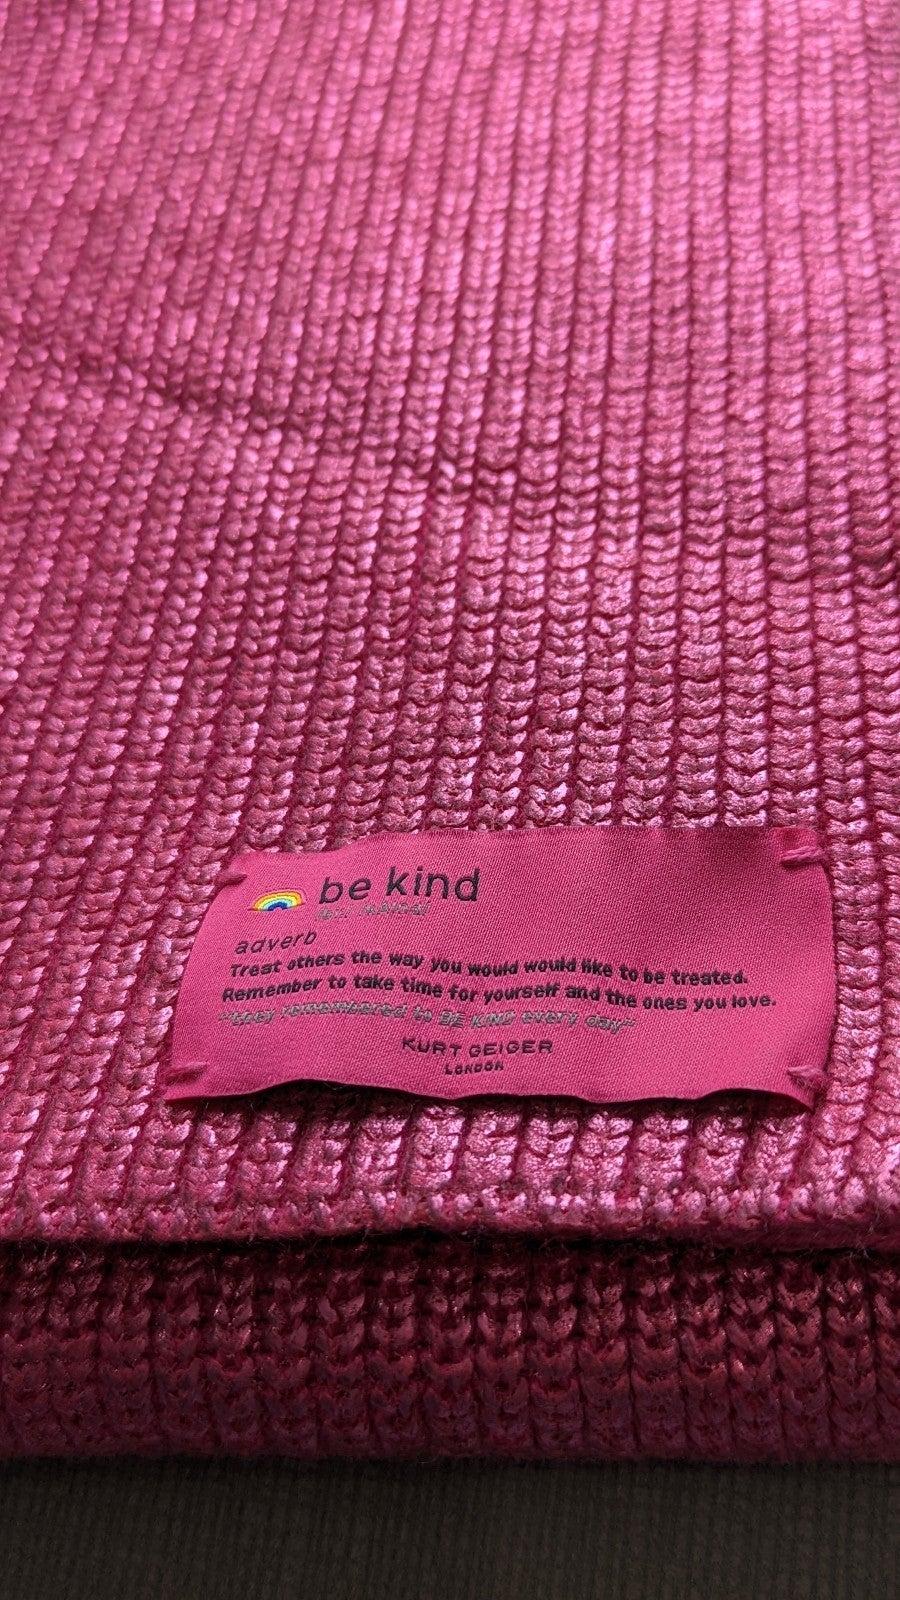 be kind
adverb
Treat others the way you would would like to be treated.
Remember to take time for yourself and the ones you love.
"they remembered to BE KIND every day"
KURT GEIGER
LONDON